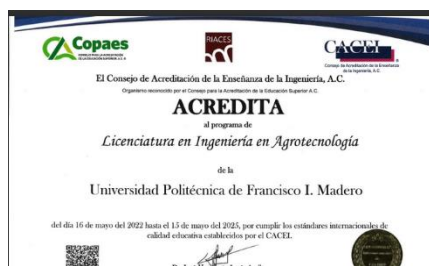 Copaes
RIACES
CACEI
El Consejo de Acreditación de la Enseñanza de la Ingeniería, A.C.
Organismo reconocido por el Consejo para la Acreditación de la Educación Superior A.C.
ACREDITA
al programa de
Licenciatura en Ingeniería en Agrotecnología
de la
Universidad Politécnica de Francisco I. Madero
del día 16 de mayo del 2022 hasta el 15 de mayo del 2025, por cumplir los estándares internacionales de
calidad educativa establecidos por el CACEI.